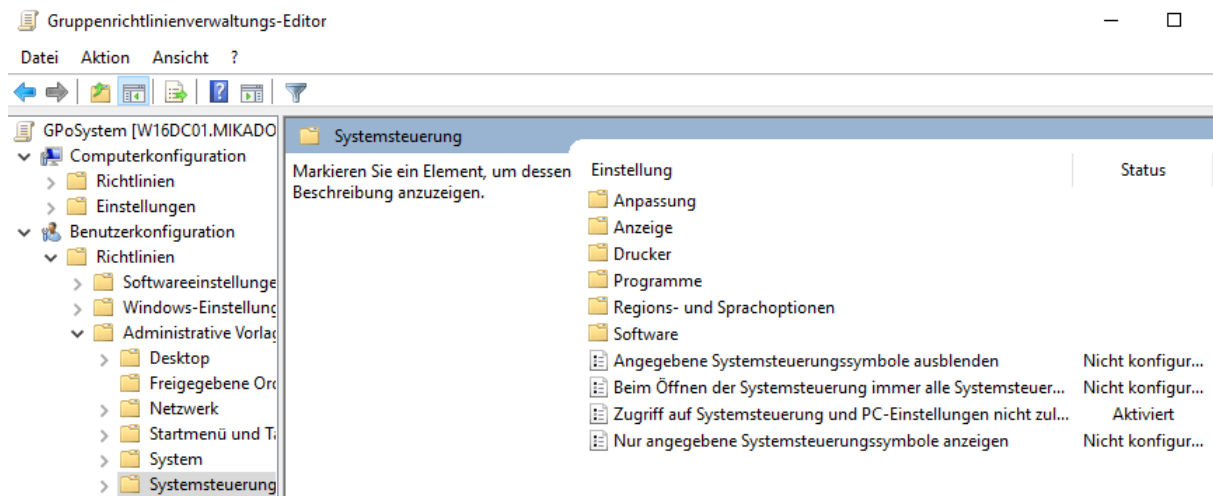 Gruppenrichtlinienverwaltungs-Editor
Datei Aktion Ansicht ?
GPoSystem [W16DC01.MIKADO
Computerkonfiguration
Richtlinien
Einstellungen
Benutzerkonfiguration
Richtlinien
Softwareeinstellunge
Windows-Einstellung
Administrative Vorlag
Desktop
Freigegebene Ord
Netzwerk
Startmenü und Ta
System
Systemsteuerung
Systemsteuerung
Markieren Sie ein Element, um dessen
Beschreibung anzuzeigen.
Einstellung Status
Anpassung
Anzeige
Drucker
Programme
Regions- und Sprachoptionen
Software
Angegebene Systemsteuerungssymbole ausblenden Nicht konfigur...
Beim Öffnen der Systemsteuerung immer alle Systemsteuer... Nicht konfigur...
Zugriff auf Systemsteuerung und PC-Einstellungen nicht zul... Aktiviert
Nur angegebene Systemsteuerungssymbole anzeigen Nicht konfigur...